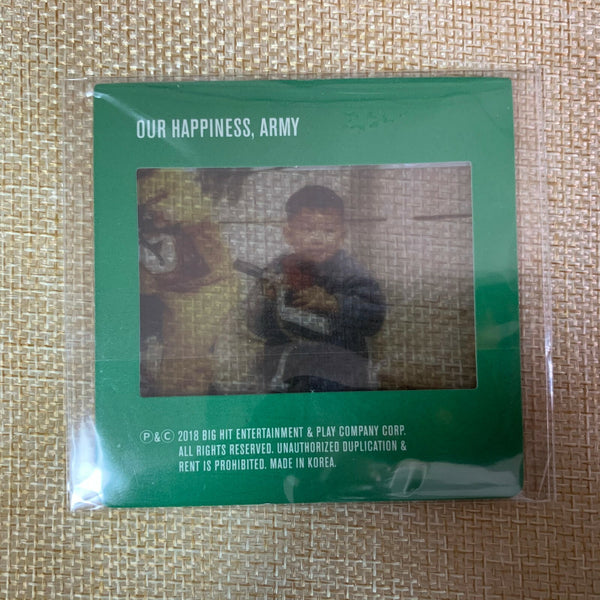 OUR HAPPINESS, ARMY
Ⓟ&Ⓒ 2018 BIG HIT ENTERTAINMENT & PLAY COMPANY CORP.
ALL RIGHTS RESERVED. UNAUTHORIZED DUPLICATION &
RENT IS PROHIBITED. MADE IN KOREA.